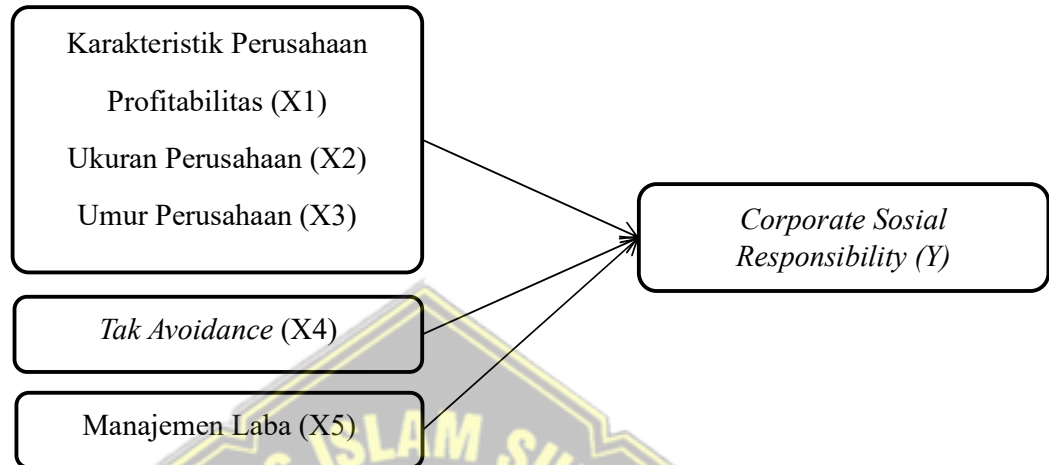 Karakteristik Perusahaan
Profitabilitas (X1)
Ukuran Perusahaan (X2)
Umur Perusahaan (X3)
Tak Avoidance (X4)
Manajemen Laba (X5)
Corporate Sosial
Responsibility (Y)
ISLAM